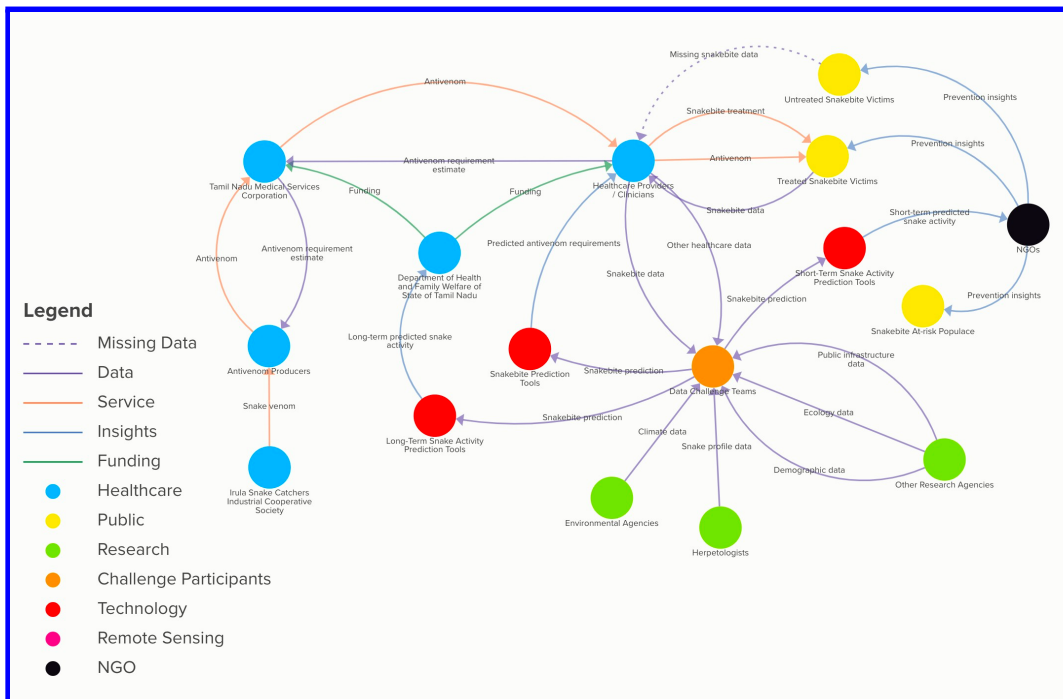 Missing snakebite data
Untreated Snakebite Victims
Antivenom
Prevention insights
Snakebite treatment
Prevention insights
Antivenom requirement
estimate
Antivenom
Tamil Nadu Medical Services
Corporation
Healthcare Providers
/ Clinicians
Treated Snakebite Victims
Funding
Funding
Snakebite data
Short-term predicted
snake activity
NGOs
Antivenom
Antivenom requirement
estimate
Predicted antivenom requirements
Other healthcare data
Department of Health
and Family Welfare of
State of Tamil Nadu
Snakebite data
Short-Term Snake Activity
Prediction Tools
Snakebite prediction
Prevention insights
Snakebite At-risk Populace
Long-term predicted snake
activity
Antivenom Producers
Snakebite Prediction
Tools
Snakebite prediction
Public infrastructure
data
Data Challenge Teams
Snake venom
Snakebite prediction
Ecology data
Long-Term Snake Activity
Prediction Tools
Climate data
Snake profile data
Demographic data
Other Research Agencies
Irula Snake Catchers
Industrial Cooperative
Society
Environmental Agencies
Herpetologists
Legend
Missing Data
Data
Service
Insights
Funding
Healthcare
Public
Research
Challenge Participants
Technology
Remote Sensing
NGO